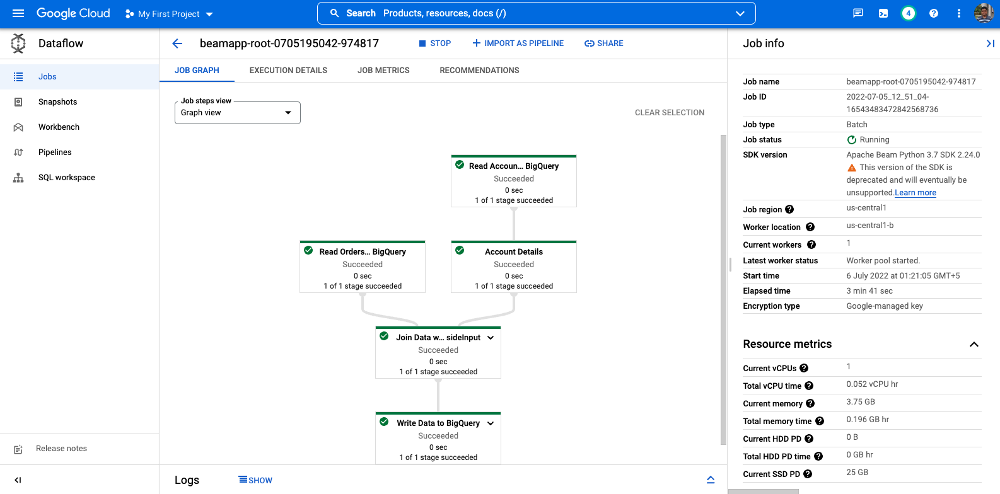 Google Cloud
My First Project
Search Products, resources, docs (/)
4
Dataflow
Jobs
Snapshots
Workbench
Pipelines
SQL workspace
Release notes
beamapp-root-0705195042-974817
STOP
IMPORT AS PIPELINE
SHARE
JOB GRAPH
EXECUTION DETAILS
JOB METRICS
RECOMMENDATIONS
Job steps view
Graph view
CLEAR SELECTION
Read Accoun... BigQuery
Succeeded
0 sec
1 of 1 stage succeeded
Read Orders... BigQuery
Succeeded
0 sec
1 of 1 stage succeeded
Account Details
Succeeded
0 sec
1 of 1 stage succeeded
Join Data w... sideInput
Succeeded
0 sec
1 of 1 stage succeeded
Write Data to BigQuery
Succeeded
0 sec
1 of 1 stage succeeded
Logs
SHOW
Job info
Job name beamapp-root-0705195042-974817
Job ID 2022-07-05_12_51_04-
16543483472842568736
Job type Batch
Job status Running
SDK version Apache Beam Python 3.7 SDK 2.24.0
This version of the SDK is
deprecated and will eventually be
unsupported.Learn more
Job region us-central1
Worker location us-central1-b
Current workers 1
Latest worker status Worker pool started.
Start time 6 July 2022 at 01:21:05 GMT+5
Elapsed time 3 min 41 sec
Encryption type Google-managed key
Resource metrics
Current vCPUs 1
Total vCPU time 0.052 vCPU hr
Current memory 3.75 GB
Total memory time 0.196 GB hr
Current HDD PD 0 B
Total HDD PD time 0 GB hr
Current SSD PD 25 GB